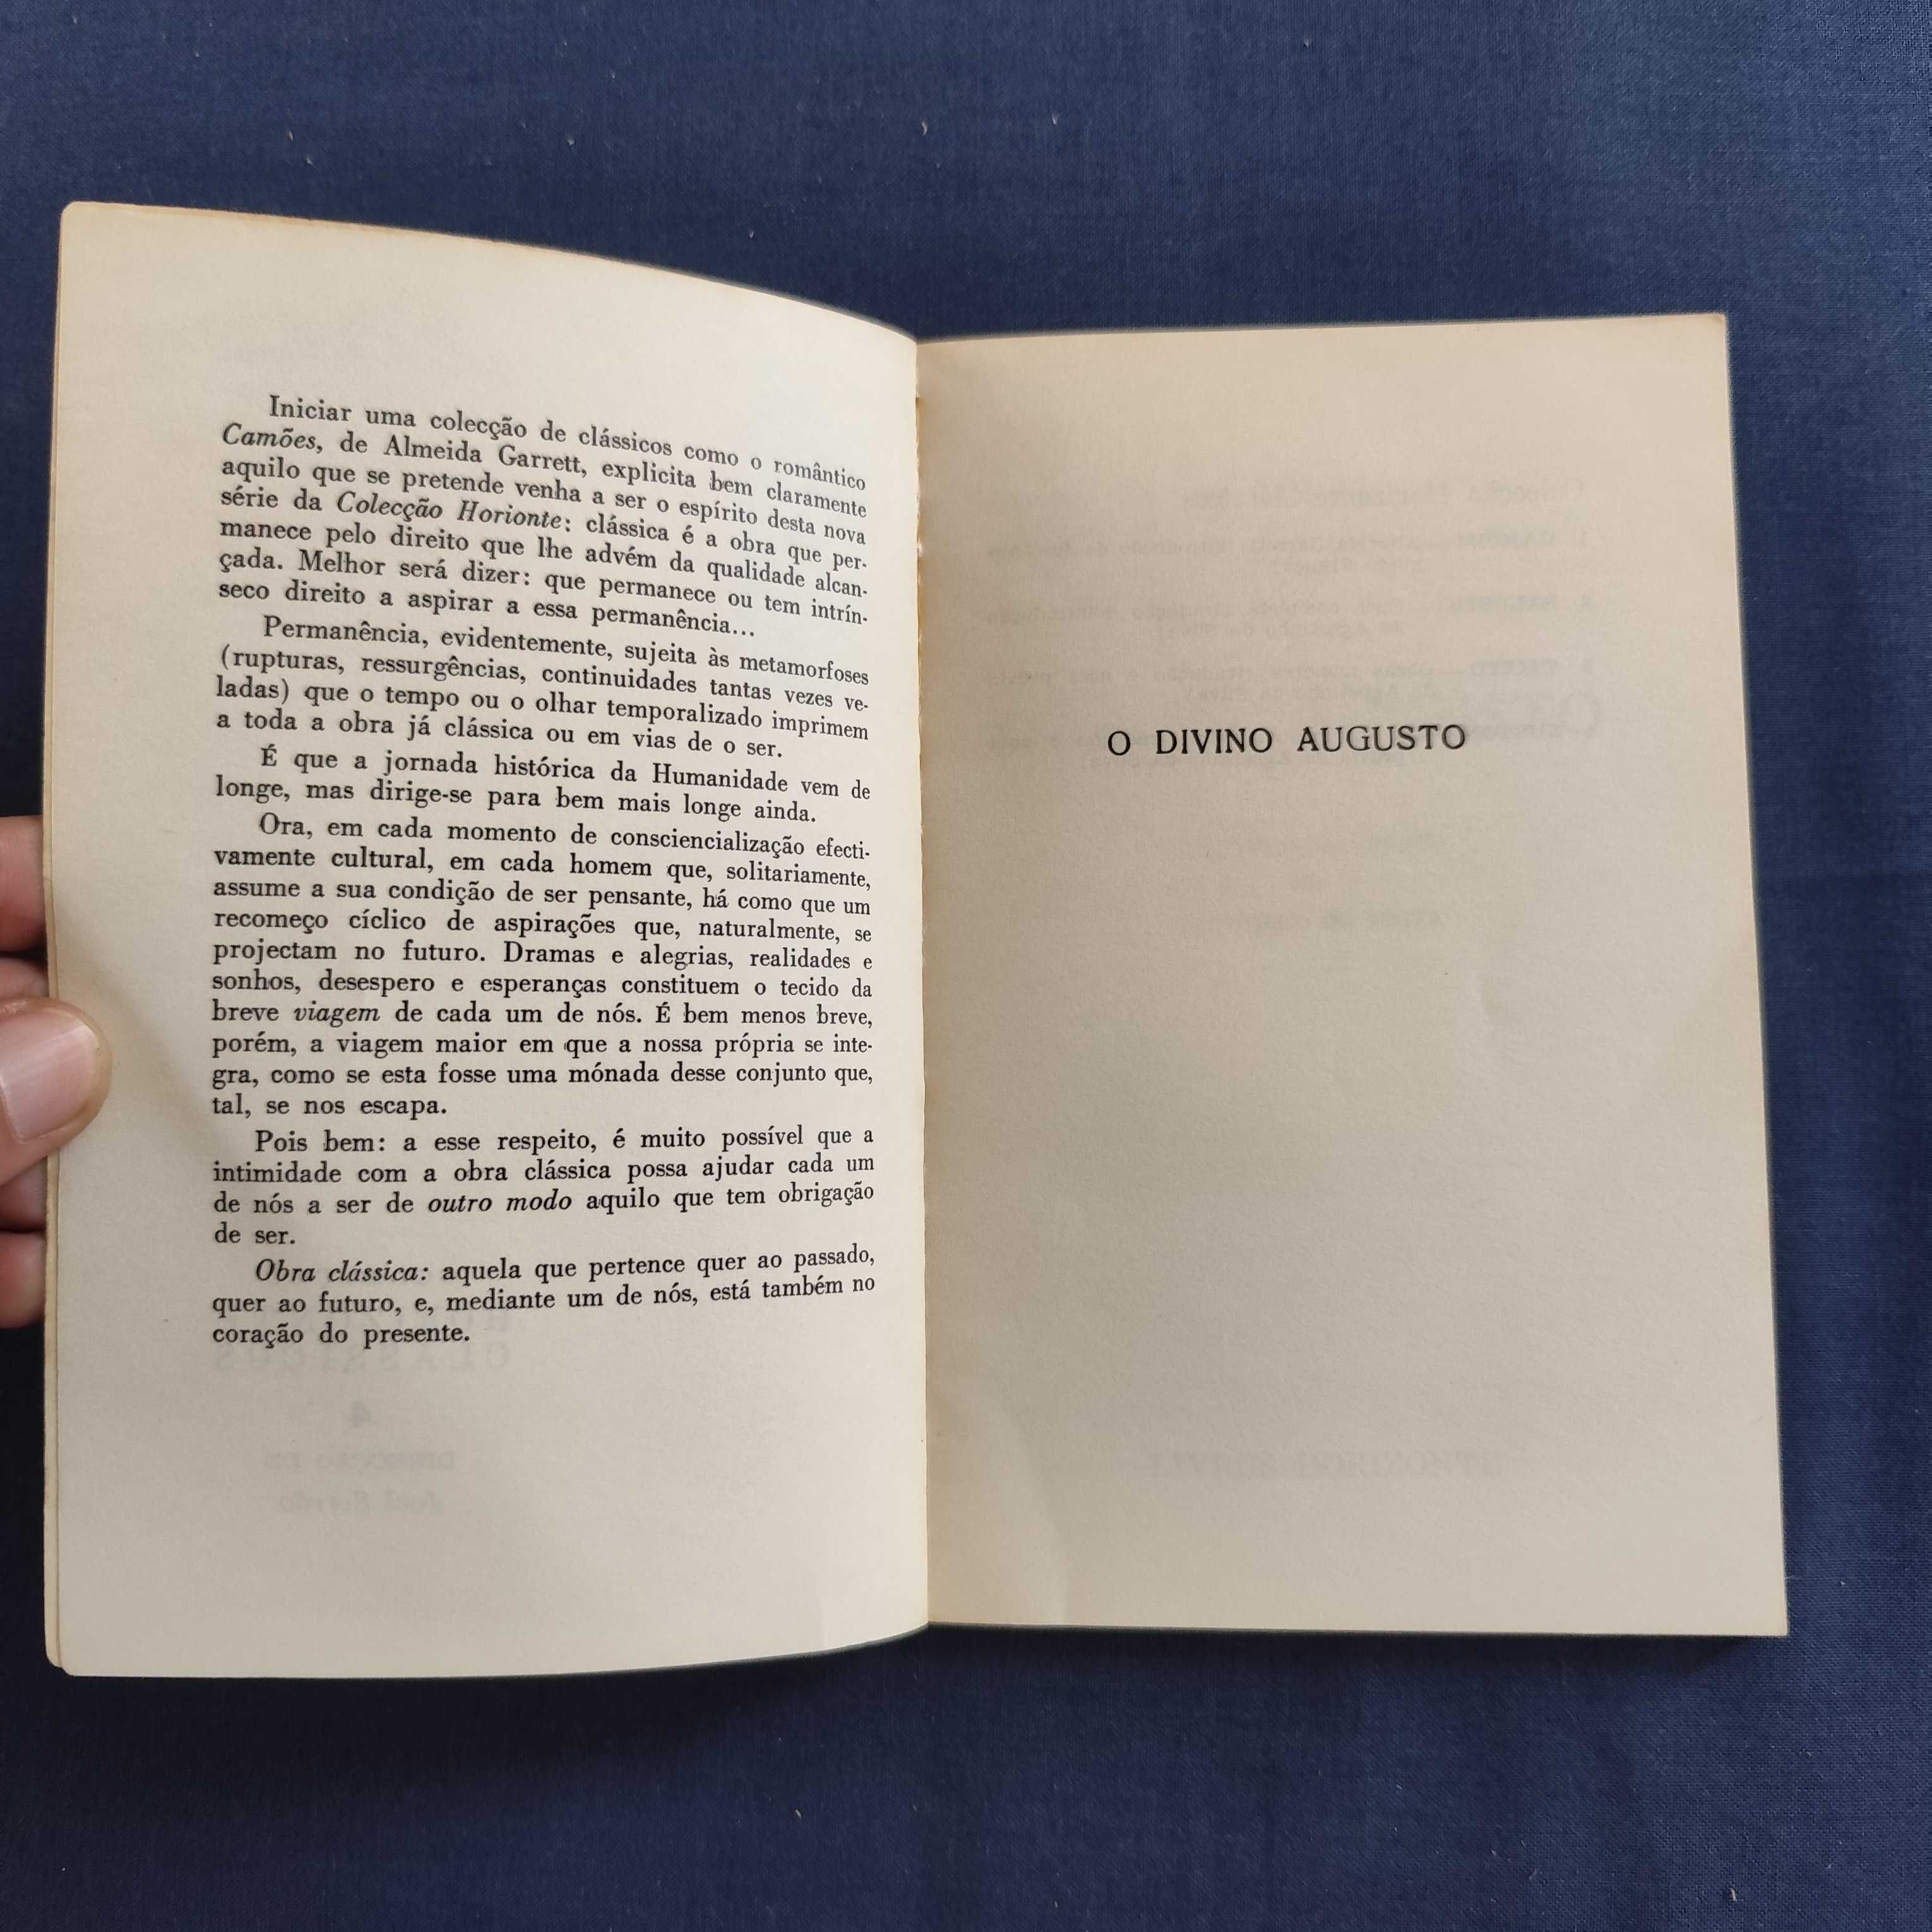 Iniciar uma colecção de clássicos como o romântico
Camões, de Almeida Garrett, explicita bem claramente
aquilo que se pretende venha a ser o espírito desta nova
série da Colecção Horionte: clássica é a obra que per-
manece pelo direito que lhe advém da qualidade alcan-
çada. Melhor será dizer: que permanece ou tem intrín-
seco direito a aspirar a essa permanência...
Permanência, evidentemente, sujeita às metamorfoses
(rupturas, ressurgências, continuidades tantas vezes ve-
ladas) que o tempo ou o olhar temporalizado imprimem
a toda a obra já clássica ou em vias de o ser.
É que a jornada histórica da Humanidade vem de
longe, mas dirige-se para bem mais longe ainda.
Ora, em cada momento de consciencialização efecti-
vamente cultural, em cada homem que, solitariamente,
assume a sua condição de ser pensante, há como que um
recomeço cíclico de aspirações que, naturalmente, se
projectam no futuro. Dramas e alegrias, realidades e
sonhos, desespero e esperanças constituem o tecido da
breve viagem de cada um de nós. É bem menos breve,
porém, a viagem maior em que a nossa própria se inte-
gra, como se esta fosse uma mónada desse conjunto que,
tal, se nos escapa.
Pois bem: a esse respeito, é muito possível que a
intimidade com a obra clássica possa ajudar cada um
de nós a ser de outro modo aquilo que tem obrigação
de ser.
Obra clássica: aquela que pertence quer ao passado,
quer ao futuro, e, mediante um de nós, está também no
coração do presente.
O DIVINO AUGUSTO